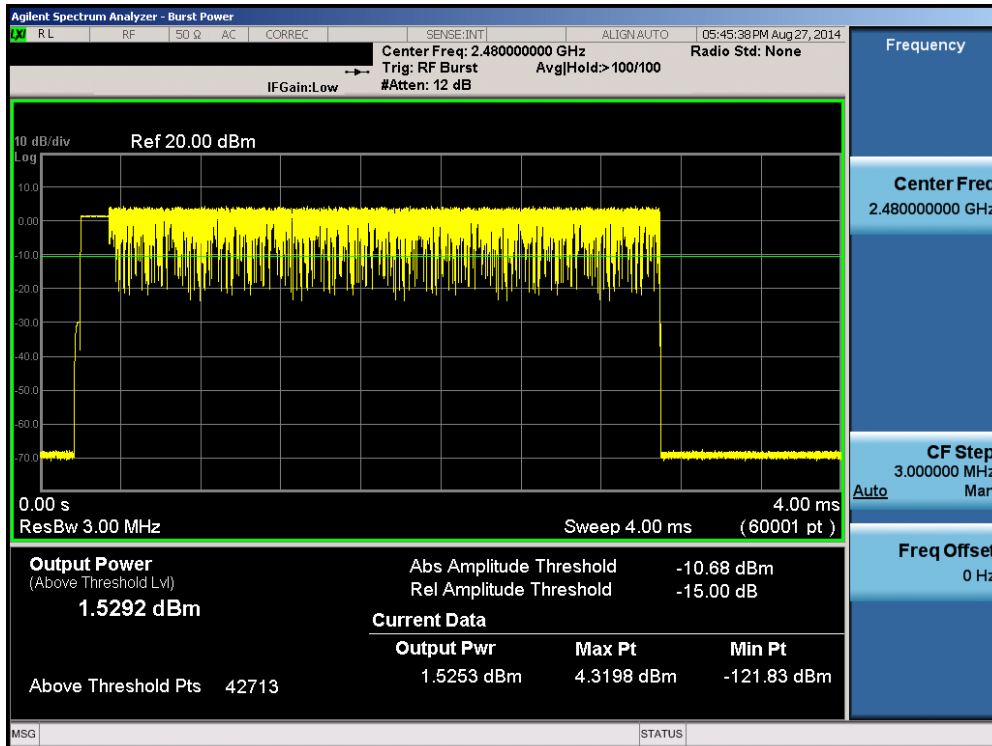 Agilent Spectrum Analyzer - Burst Power
LXI RL RF 50 Ω AC CORREC SENSE:INT ALIGN AUTO 05:45:38 PM Aug 27, 2014
Center Freq: 2.480000000 GHz Radio Std: None
Trig: RF Burst Avg|Hold:> 100/100
IFGain:Low #Atten: 12 dB
Frequency
10 dB/div Ref 20.00 dBm
Log
10.0
0.00
-10.0
-20.0
-30.0
-40.0
-50.0
-60.0
-70.0
0.00 s 4.00 ms
ResBw 3.00 MHz Sweep 4.00 ms (60001 pt)
Center Freq
2.480000000 GHz
CF Step
3.000000 MHz
Auto Man
Freq Offset
0 Hz
Output Power
(Above Threshold Lvl)
1.5292 dBm
Above Threshold Pts 42713
Abs Amplitude Threshold -10.68 dBm
Rel Amplitude Threshold -15.00 dB
Current Data
Output Pwr Max Pt Min Pt
1.5253 dBm 4.3198 dBm -121.83 dBm
MSG STATUS